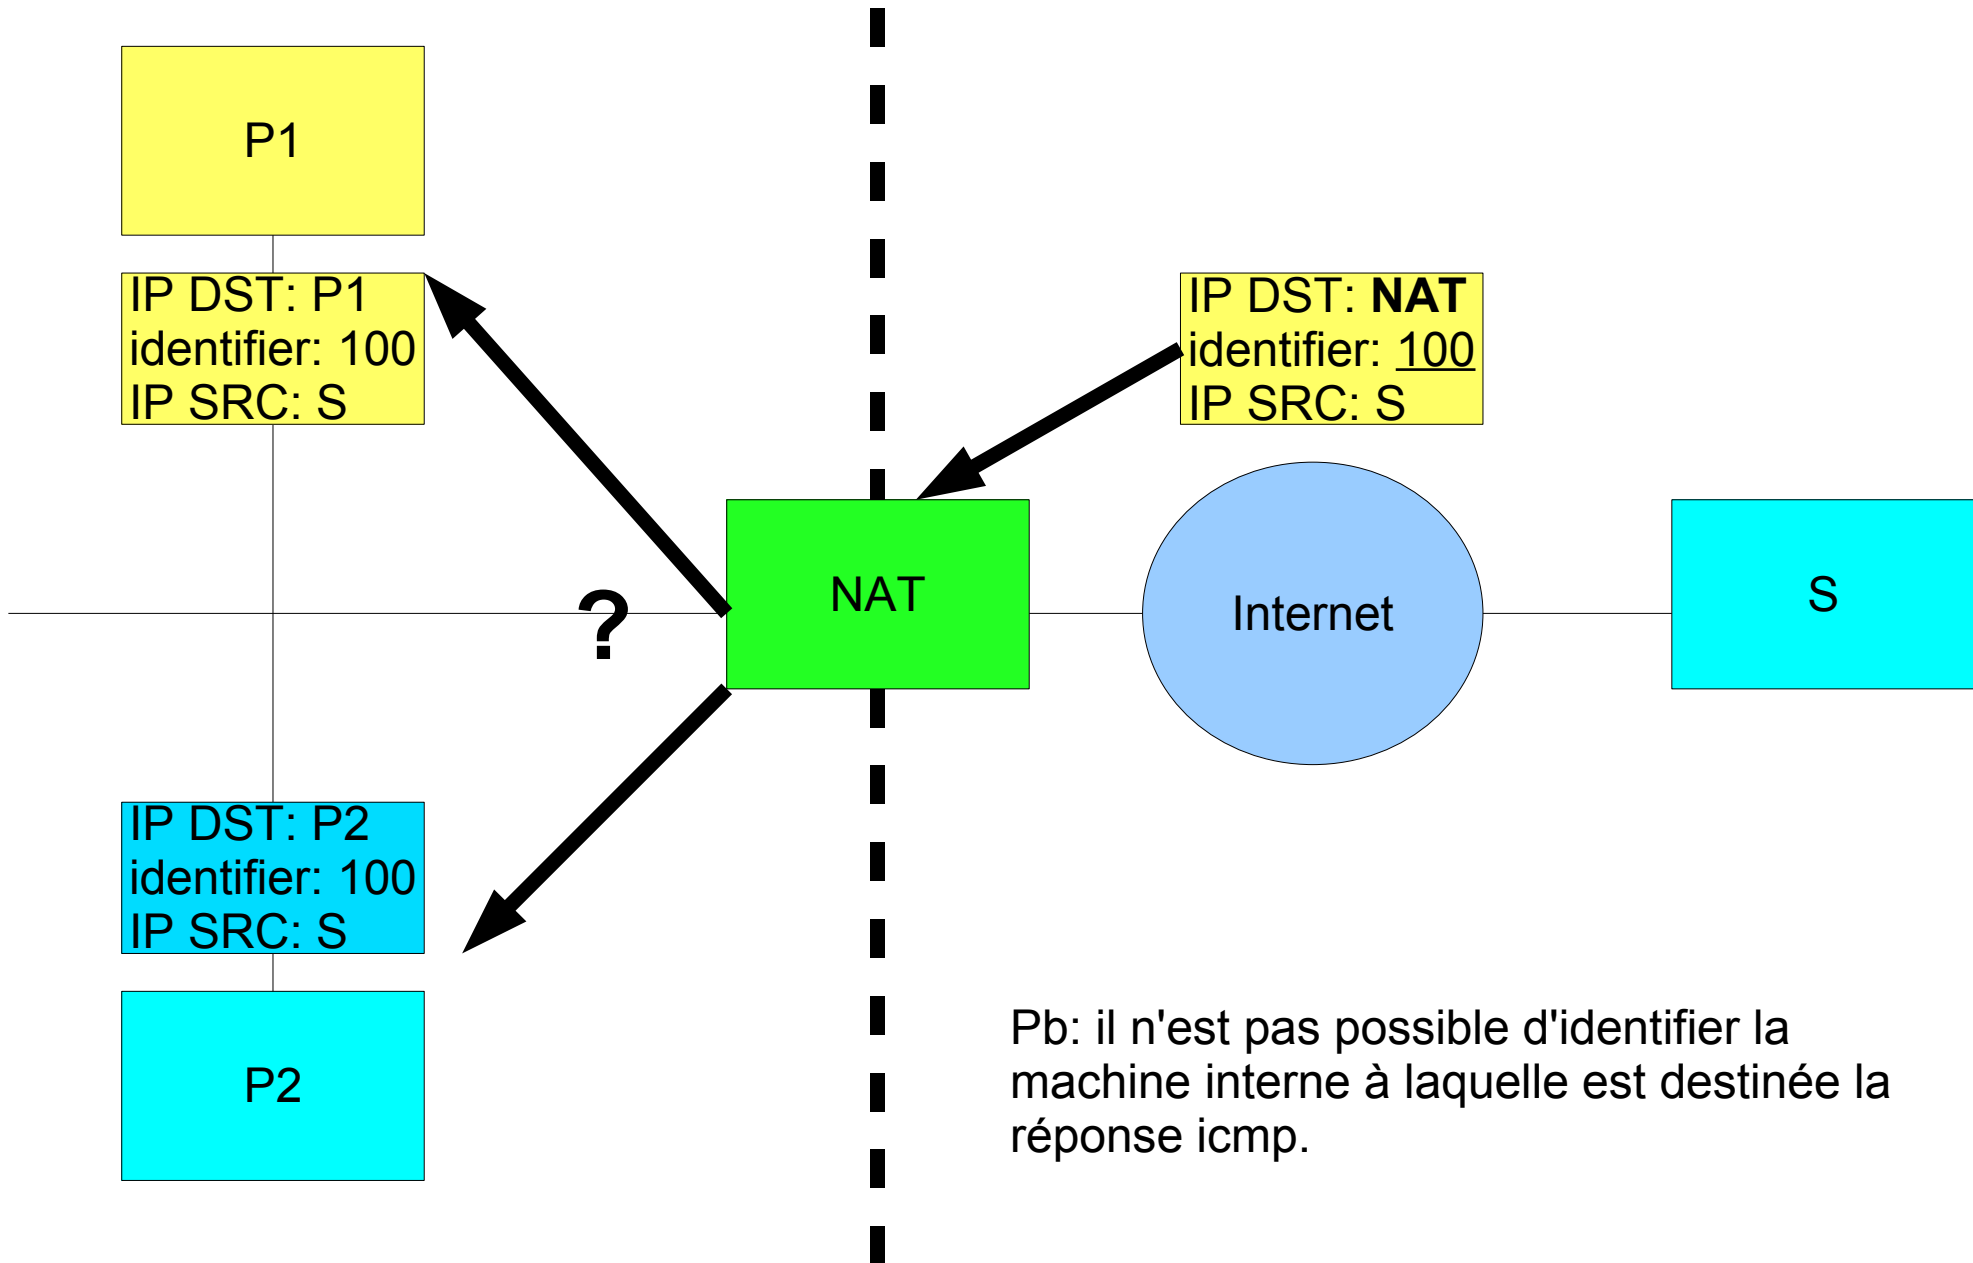 P1
IP DST: P1
identifier: 100
IP SRC: S
IP DST: NAT
identifier: 100
IP SRC: S
?
NAT
Internet
S
IP DST: P2
identifier: 100
IP SRC: S
P2
Pb: il n'est pas possible d'identifier la
machine interne à laquelle est destinée la
réponse icmp.